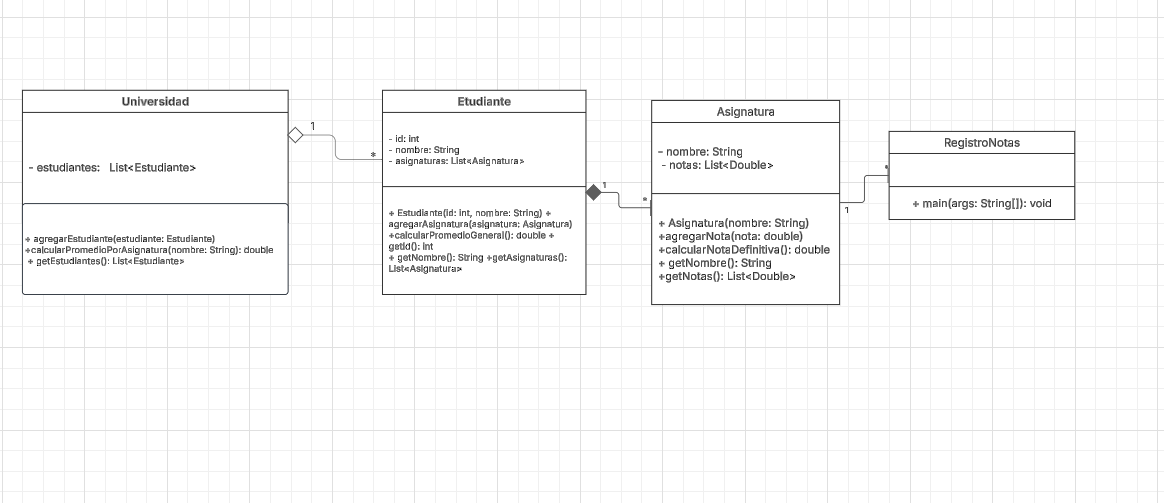 Universidad
- estudiantes: List<Estudiante>
+ agregarEstudiante(estudiante: Estudiante)
+calcularPromedioPorAsignatura(nombre: String): double
+ getEstudiantes(): List<Estudiante>
1
*
Etudiante
- id: int
- nombre: String
- asignaturas: List<Asignatura>
+ Estudiante(id: int, nombre: String) +
agregarAsignatura(asignatura: Asignatura)
+calcularPromedioGeneral(): double +
getId(): int
+ getNombre(): String +getAsignaturas():
List<Asignatura>
1
*
Asignatura
- nombre: String
- notas: List<Double>
+ Asignatura(nombre: String)
+agregarNota(nota: double)
+calcularNotaDefinitiva(): double
+ getNombre(): String
+getNotas(): List<Double>
1
*
RegistroNotas
+ main(args: String[]): void